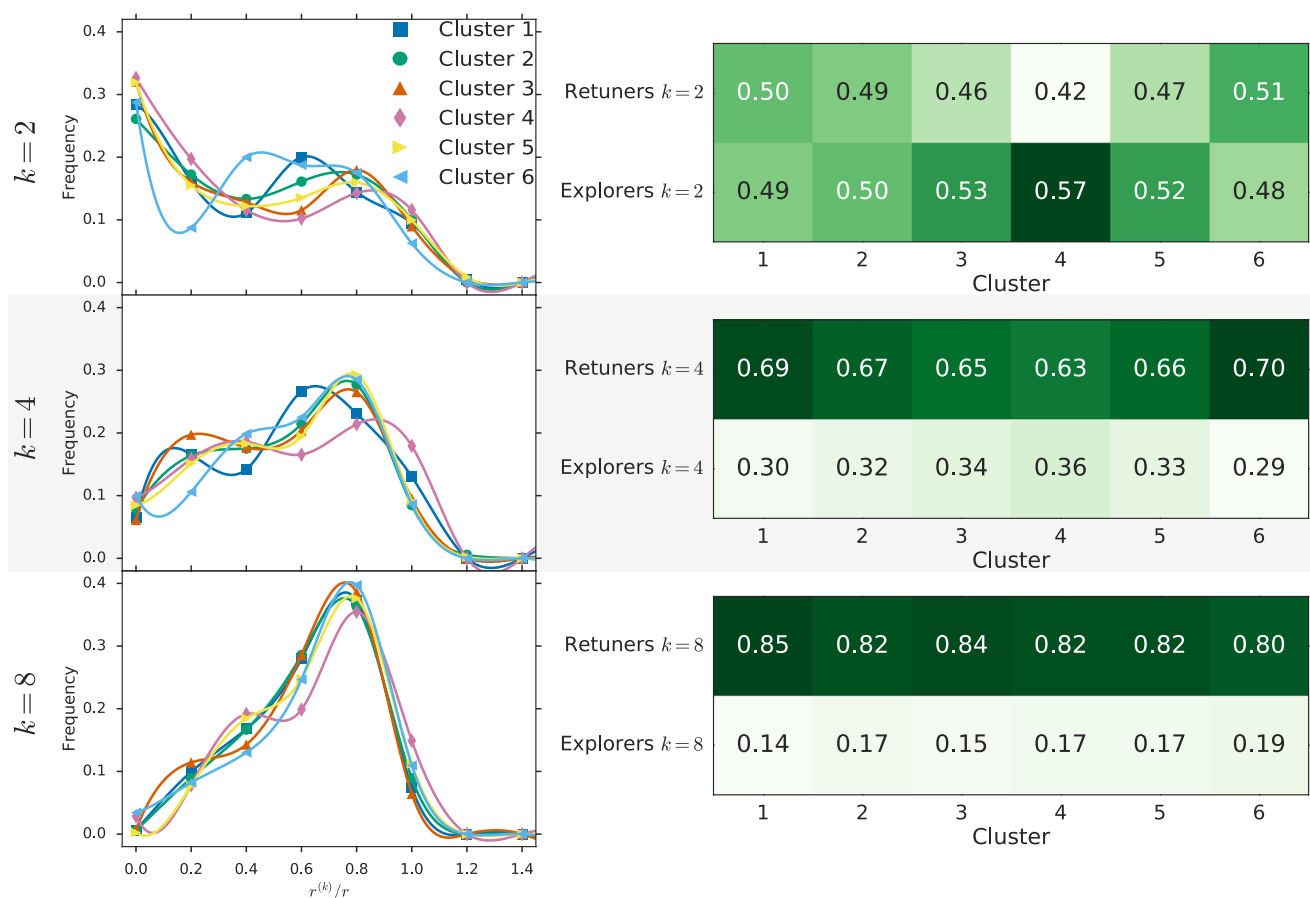 k = 2
Frequency
0.4
0.3
0.2
0.1
0.0
Cluster 1
Cluster 2
Cluster 3
Cluster 4
Cluster 5
Cluster 6
Retuners k = 2
0.50 0.49 0.46 0.42 0.47 0.51
Explorers k = 2
0.49 0.50 0.53 0.57 0.52 0.48
1 2 3 4 5 6
Cluster
k = 4
Frequency
0.4
0.3
0.2
0.1
0.0
Retuners k = 4
0.69 0.67 0.65 0.63 0.66 0.70
Explorers k = 4
0.30 0.32 0.34 0.36 0.33 0.29
1 2 3 4 5 6
Cluster
k = 8
Frequency
0.4
0.3
0.2
0.1
0.0
0.0 0.2 0.4 0.6 0.8 1.0 1.2 1.4
r^(k)/r
Retuners k = 8
0.85 0.82 0.84 0.82 0.82 0.80
Explorers k = 8
0.14 0.17 0.15 0.17 0.17 0.19
1 2 3 4 5 6
Cluster